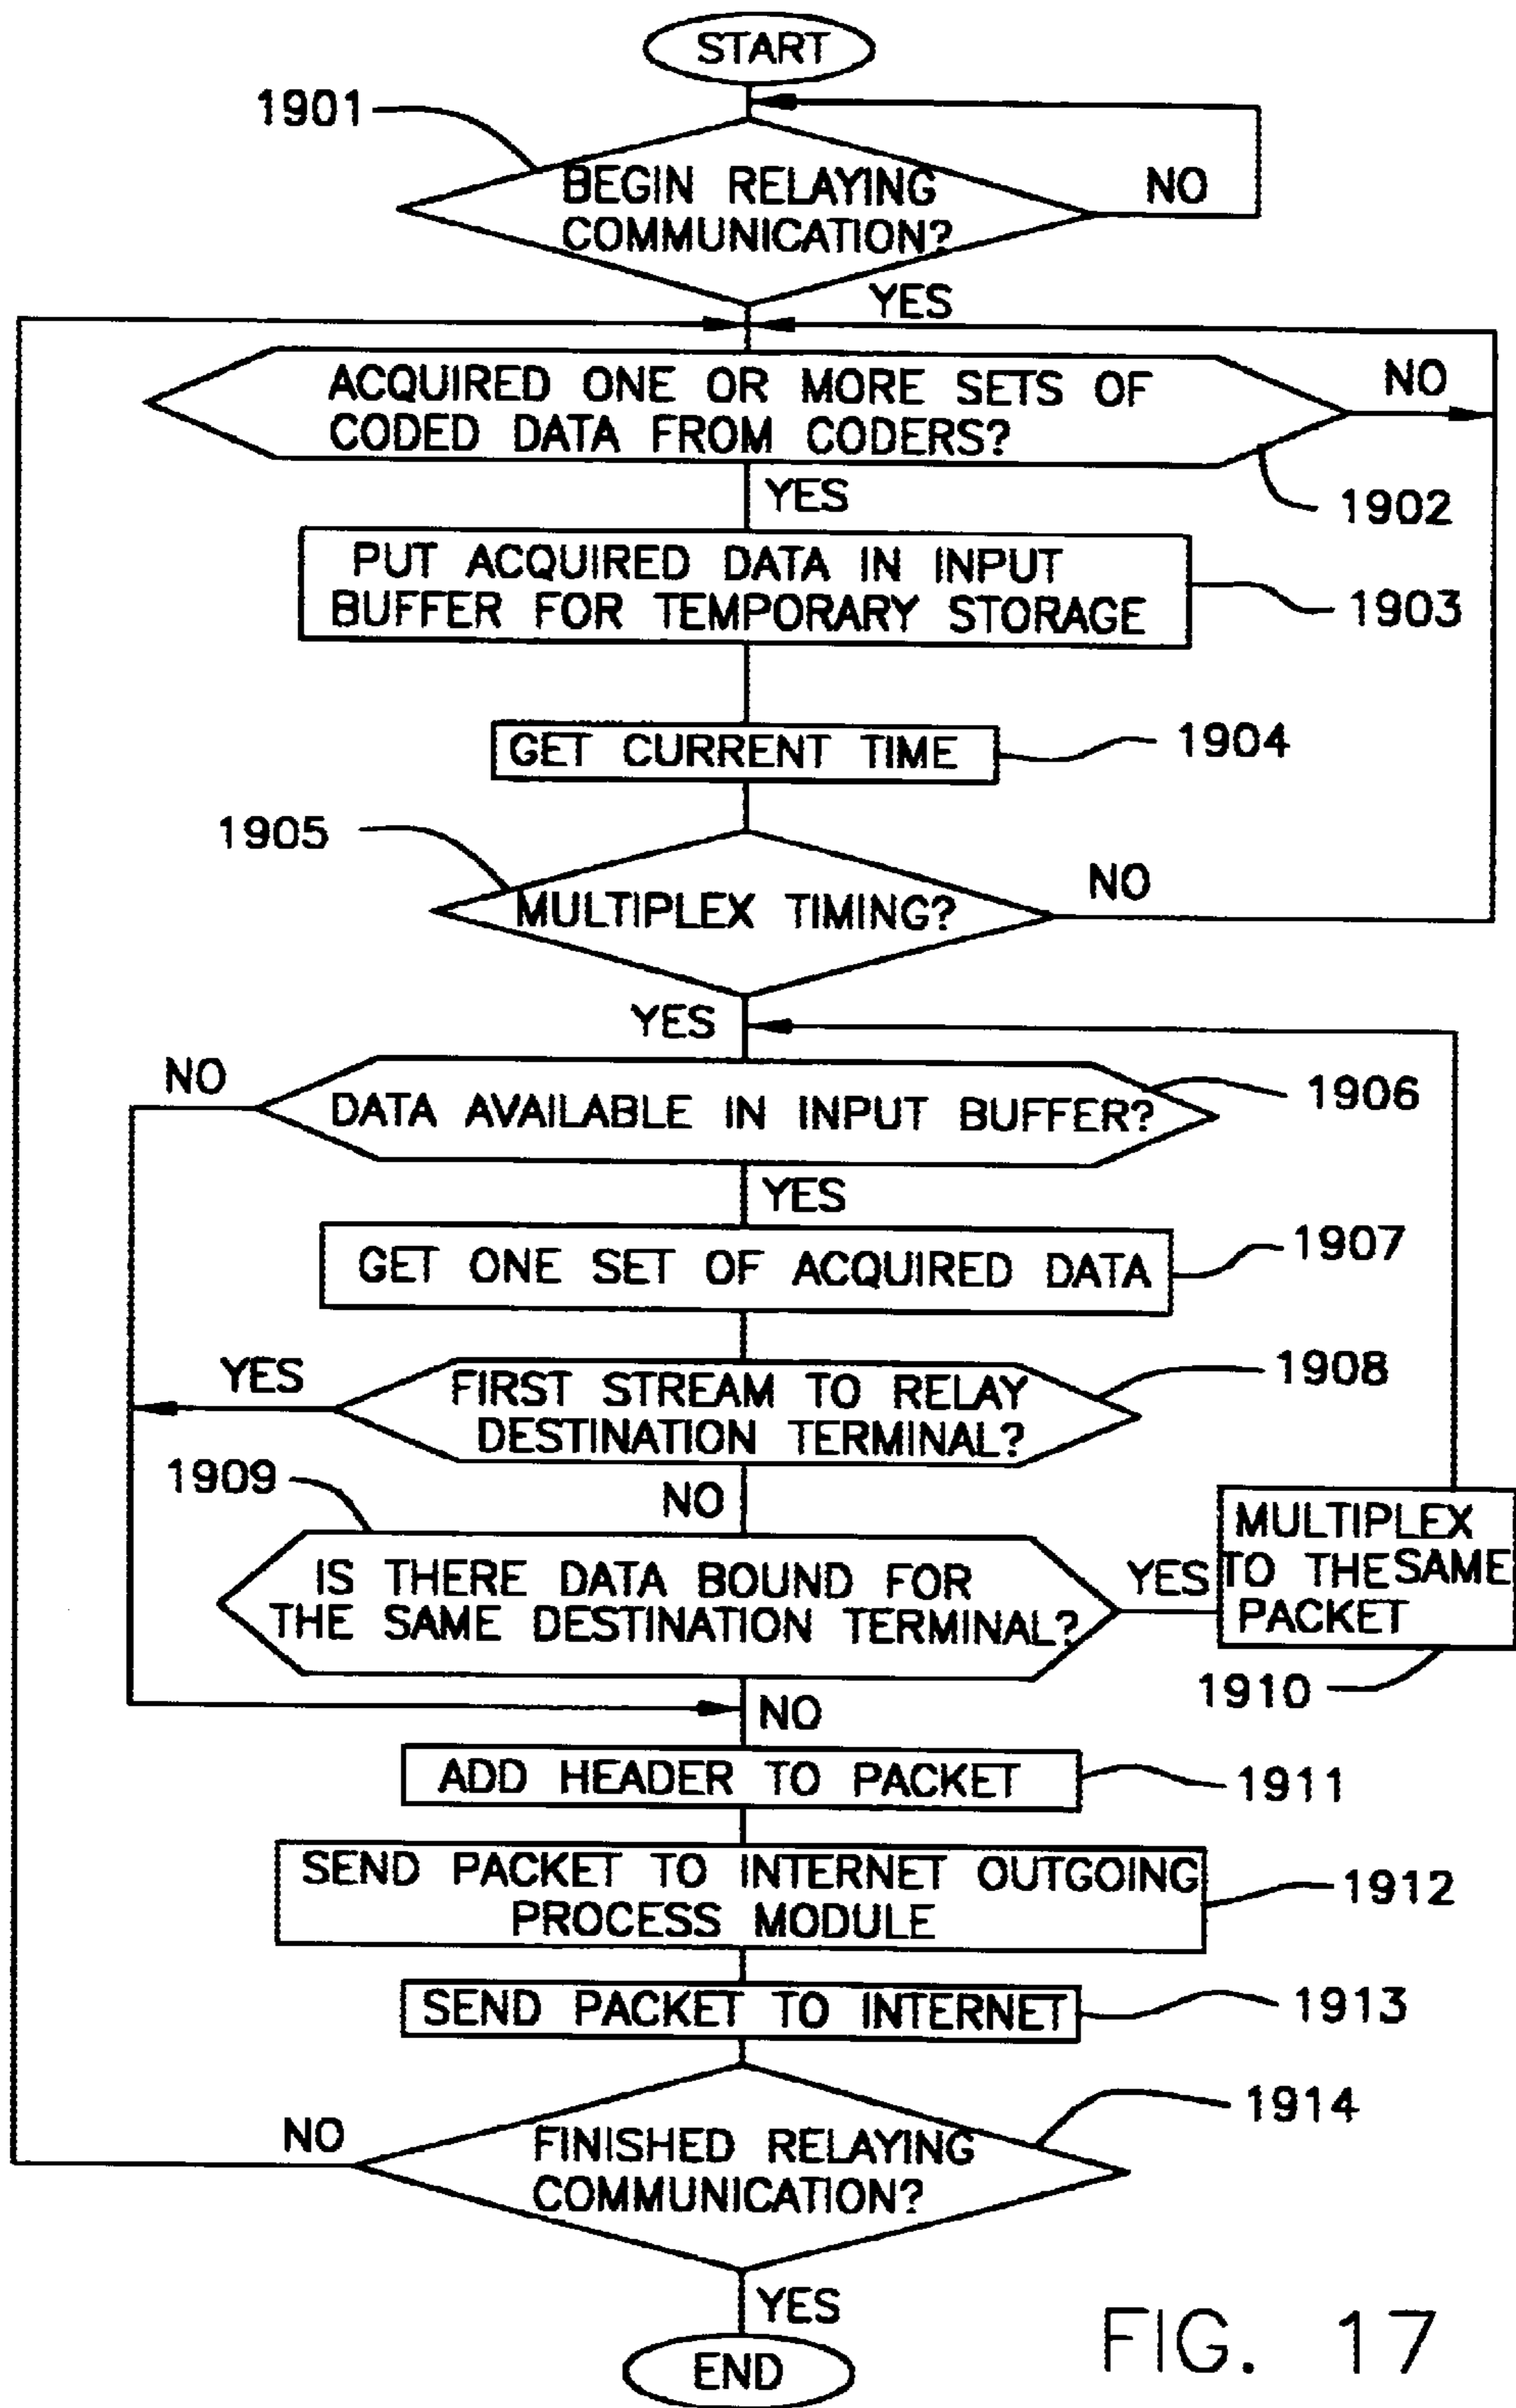 START
1901
BEGIN RELAYING
COMMUNICATION?
NO
YES
ACQUIRED ONE OR MORE SETS OF
CODED DATA FROM CODERS?
NO
1902
YES
PUT ACQUIRED DATA IN INPUT
BUFFER FOR TEMPORARY STORAGE
1903
GET CURRENT TIME
1904
1905
MULTIPLEX TIMING?
NO
YES
NO
DATA AVAILABLE IN INPUT BUFFER?
1906
YES
GET ONE SET OF ACQUIRED DATA
1907
YES
FIRST STREAM TO RELAY
DESTINATION TERMINAL?
1908
1909
NO
IS THERE DATA BOUND FOR
THE SAME DESTINATION TERMINAL?
YES
MULTIPLEX
TO THE SAME
PACKET
1910
NO
ADD HEADER TO PACKET
1911
SEND PACKET TO INTERNET OUTGOING
PROCESS MODULE
1912
SEND PACKET TO INTERNET
1913
1914
NO
FINISHED RELAYING
COMMUNICATION?
YES
END
FIG. 17